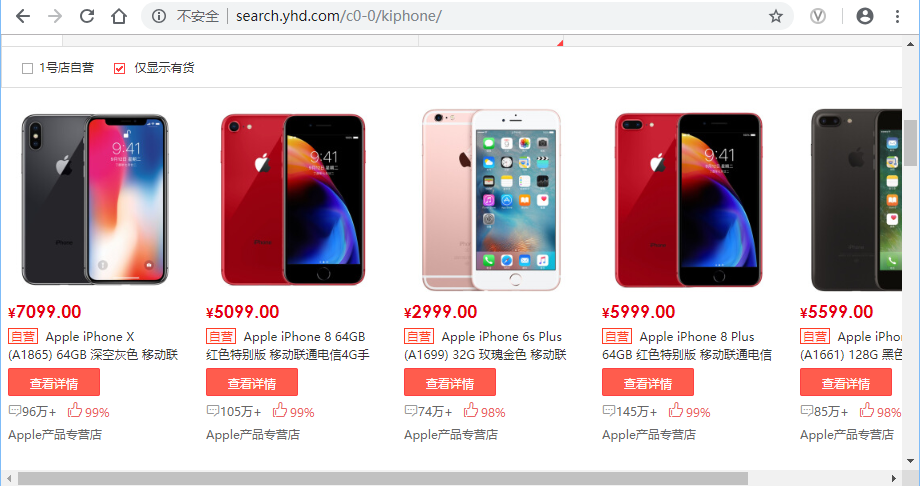 不安全 search.yhd.com/c0-0/kiphone/
1号店自营 仅显示有货
9:41
9:41
9:41
¥7099.00 ¥5099.00 ¥2999.00 ¥5999.00 ¥5599.00
自营 Apple iPhone X
(A1865) 64GB 深空灰色 移动联
自营 Apple iPhone 8 64GB
红色特别版 移动联通电信4G手
自营 Apple iPhone 6s Plus
(A1699) 32G 玫瑰金色 移动联
自营 Apple iPhone 8 Plus
64GB 红色特别版 移动联通电信
自营 Apple iPhone 7 Plus
(A1661) 128G 黑色
查看详情 查看详情 查看详情 查看详情 查看详情
96万+ 99% 105万+ 99% 74万+ 98% 145万+ 99% 85万+ 98%
Apple产品专营店 Apple产品专营店 Apple产品专营店 Apple产品专营店 Apple产品专营店